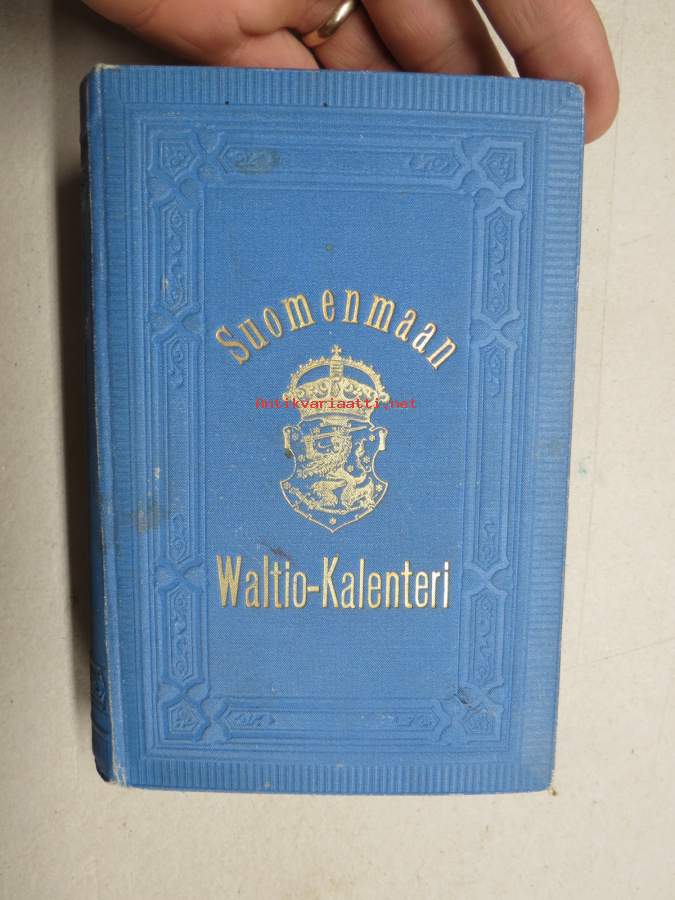 Suomenmaan
Antikvariaatti.net
Waltio-Kalenteri